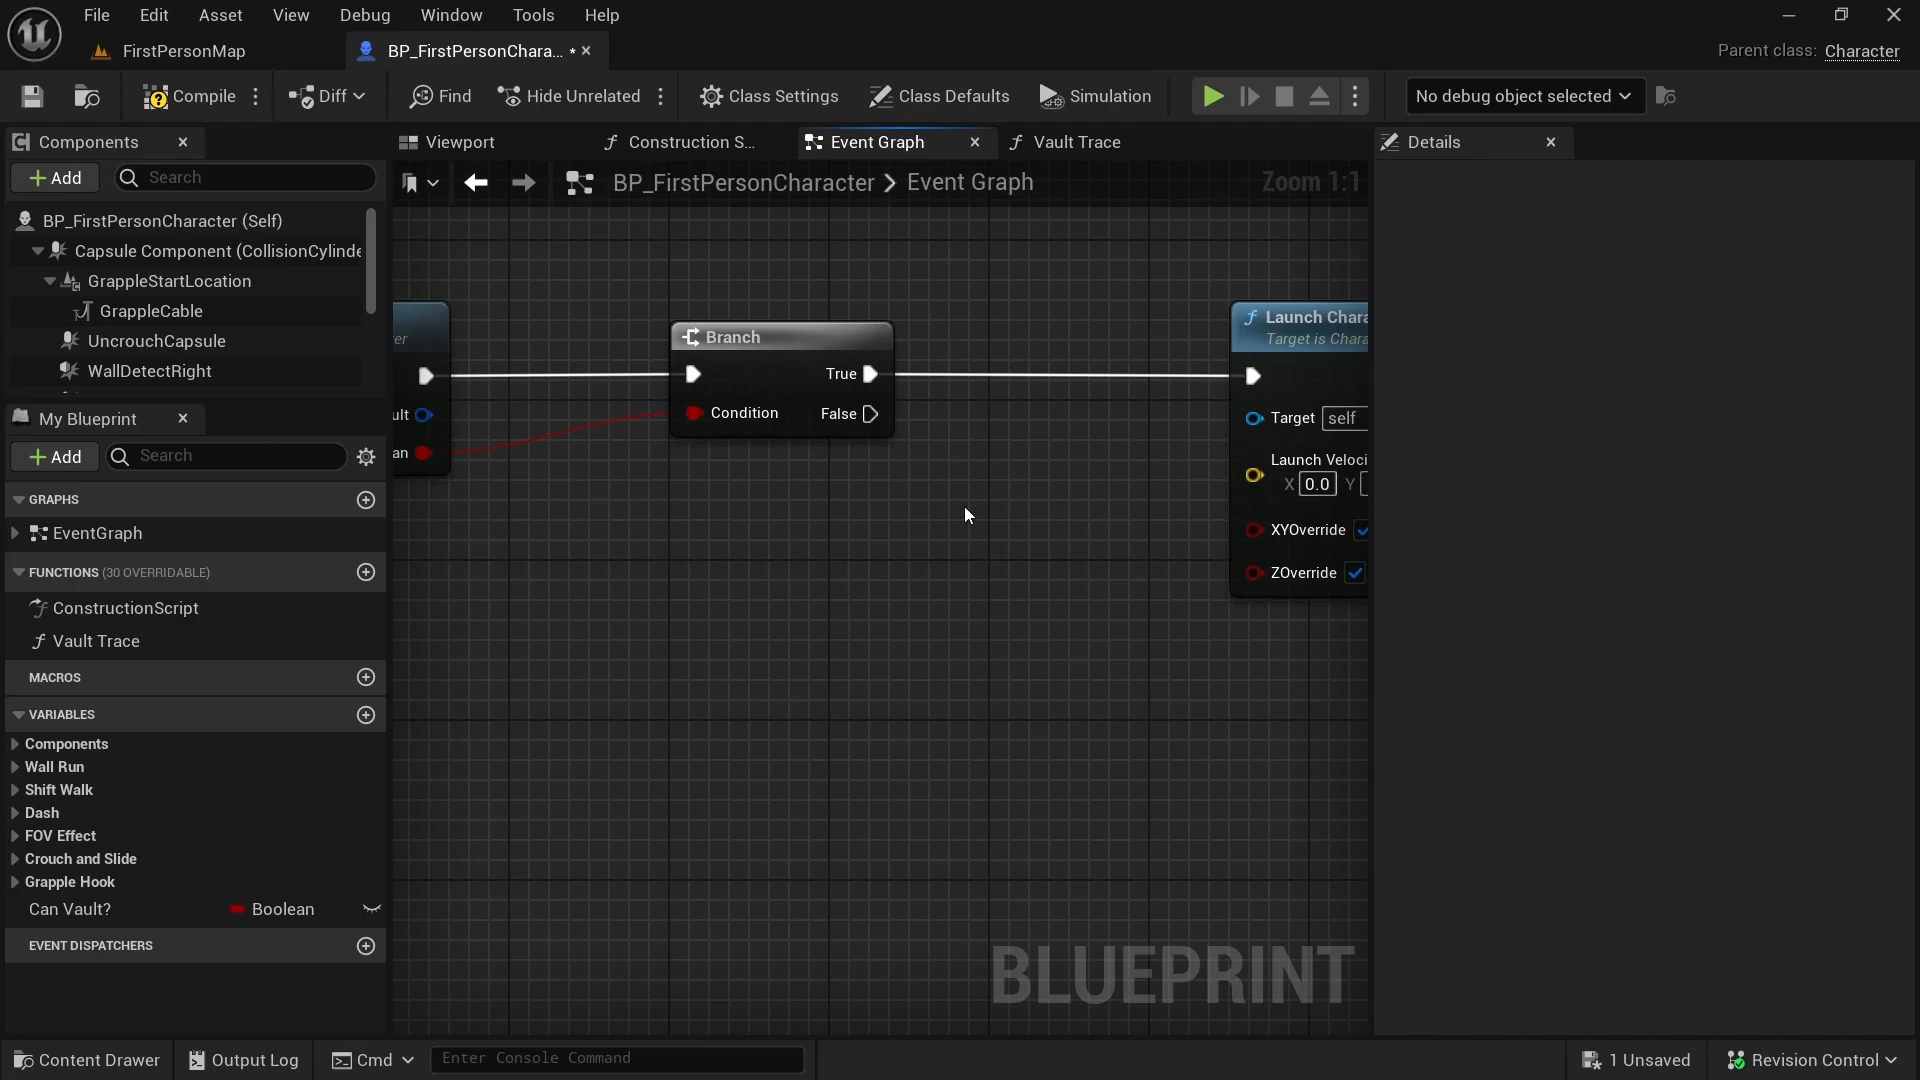 File Edit Asset View Debug Window Tools Help
FirstPersonMap
BP_FirstPersonChara... *
Parent class: Character
Compile
Diff
Find
Hide Unrelated
Class Settings
Class Defaults
Simulation
No debug object selected
Components
Add
Search
BP_FirstPersonCharacter (Self)
Capsule Component (CollisionCylinde
GrappleStartLocation
GrappleCable
UncrouchCapsule
WallDetectRight
My Blueprint
Add
Search
GRAPHS
EventGraph
FUNCTIONS (30 OVERRIDABLE)
ConstructionScript
Vault Trace
MACROS
VARIABLES
Components
Wall Run
Shift Walk
Dash
FOV Effect
Crouch and Slide
Grapple Hook
Can Vault? Boolean
EVENT DISPATCHERS
Viewport
Construction S...
Event Graph
Vault Trace
BP_FirstPersonCharacter > Event Graph
Zoom 1:1
er
ult
an
Branch
True
Condition
False
Launch Chara
Target is Chara
Target self
Launch Veloci
X 0.0 Y
XYOverride
ZOverride
BLUEPRINT
Details
Content Drawer
Output Log
Cmd
Enter Console Command
1 Unsaved
Revision Control